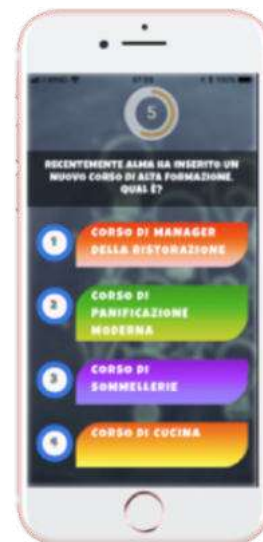 5
RECENTEMENTE ALMA HA INSERITO UN
NUOVO CORSO DI ALTA FORMAZIONE.
QUAL È?
1
CORSO DI MANAGER
DELLA RISTORAZIONE
2
CORSO DI
PANIFICAZIONE
MODERNA
3
CORSO DI
SOMMELLERIE
4
CORSO DI CUCINA